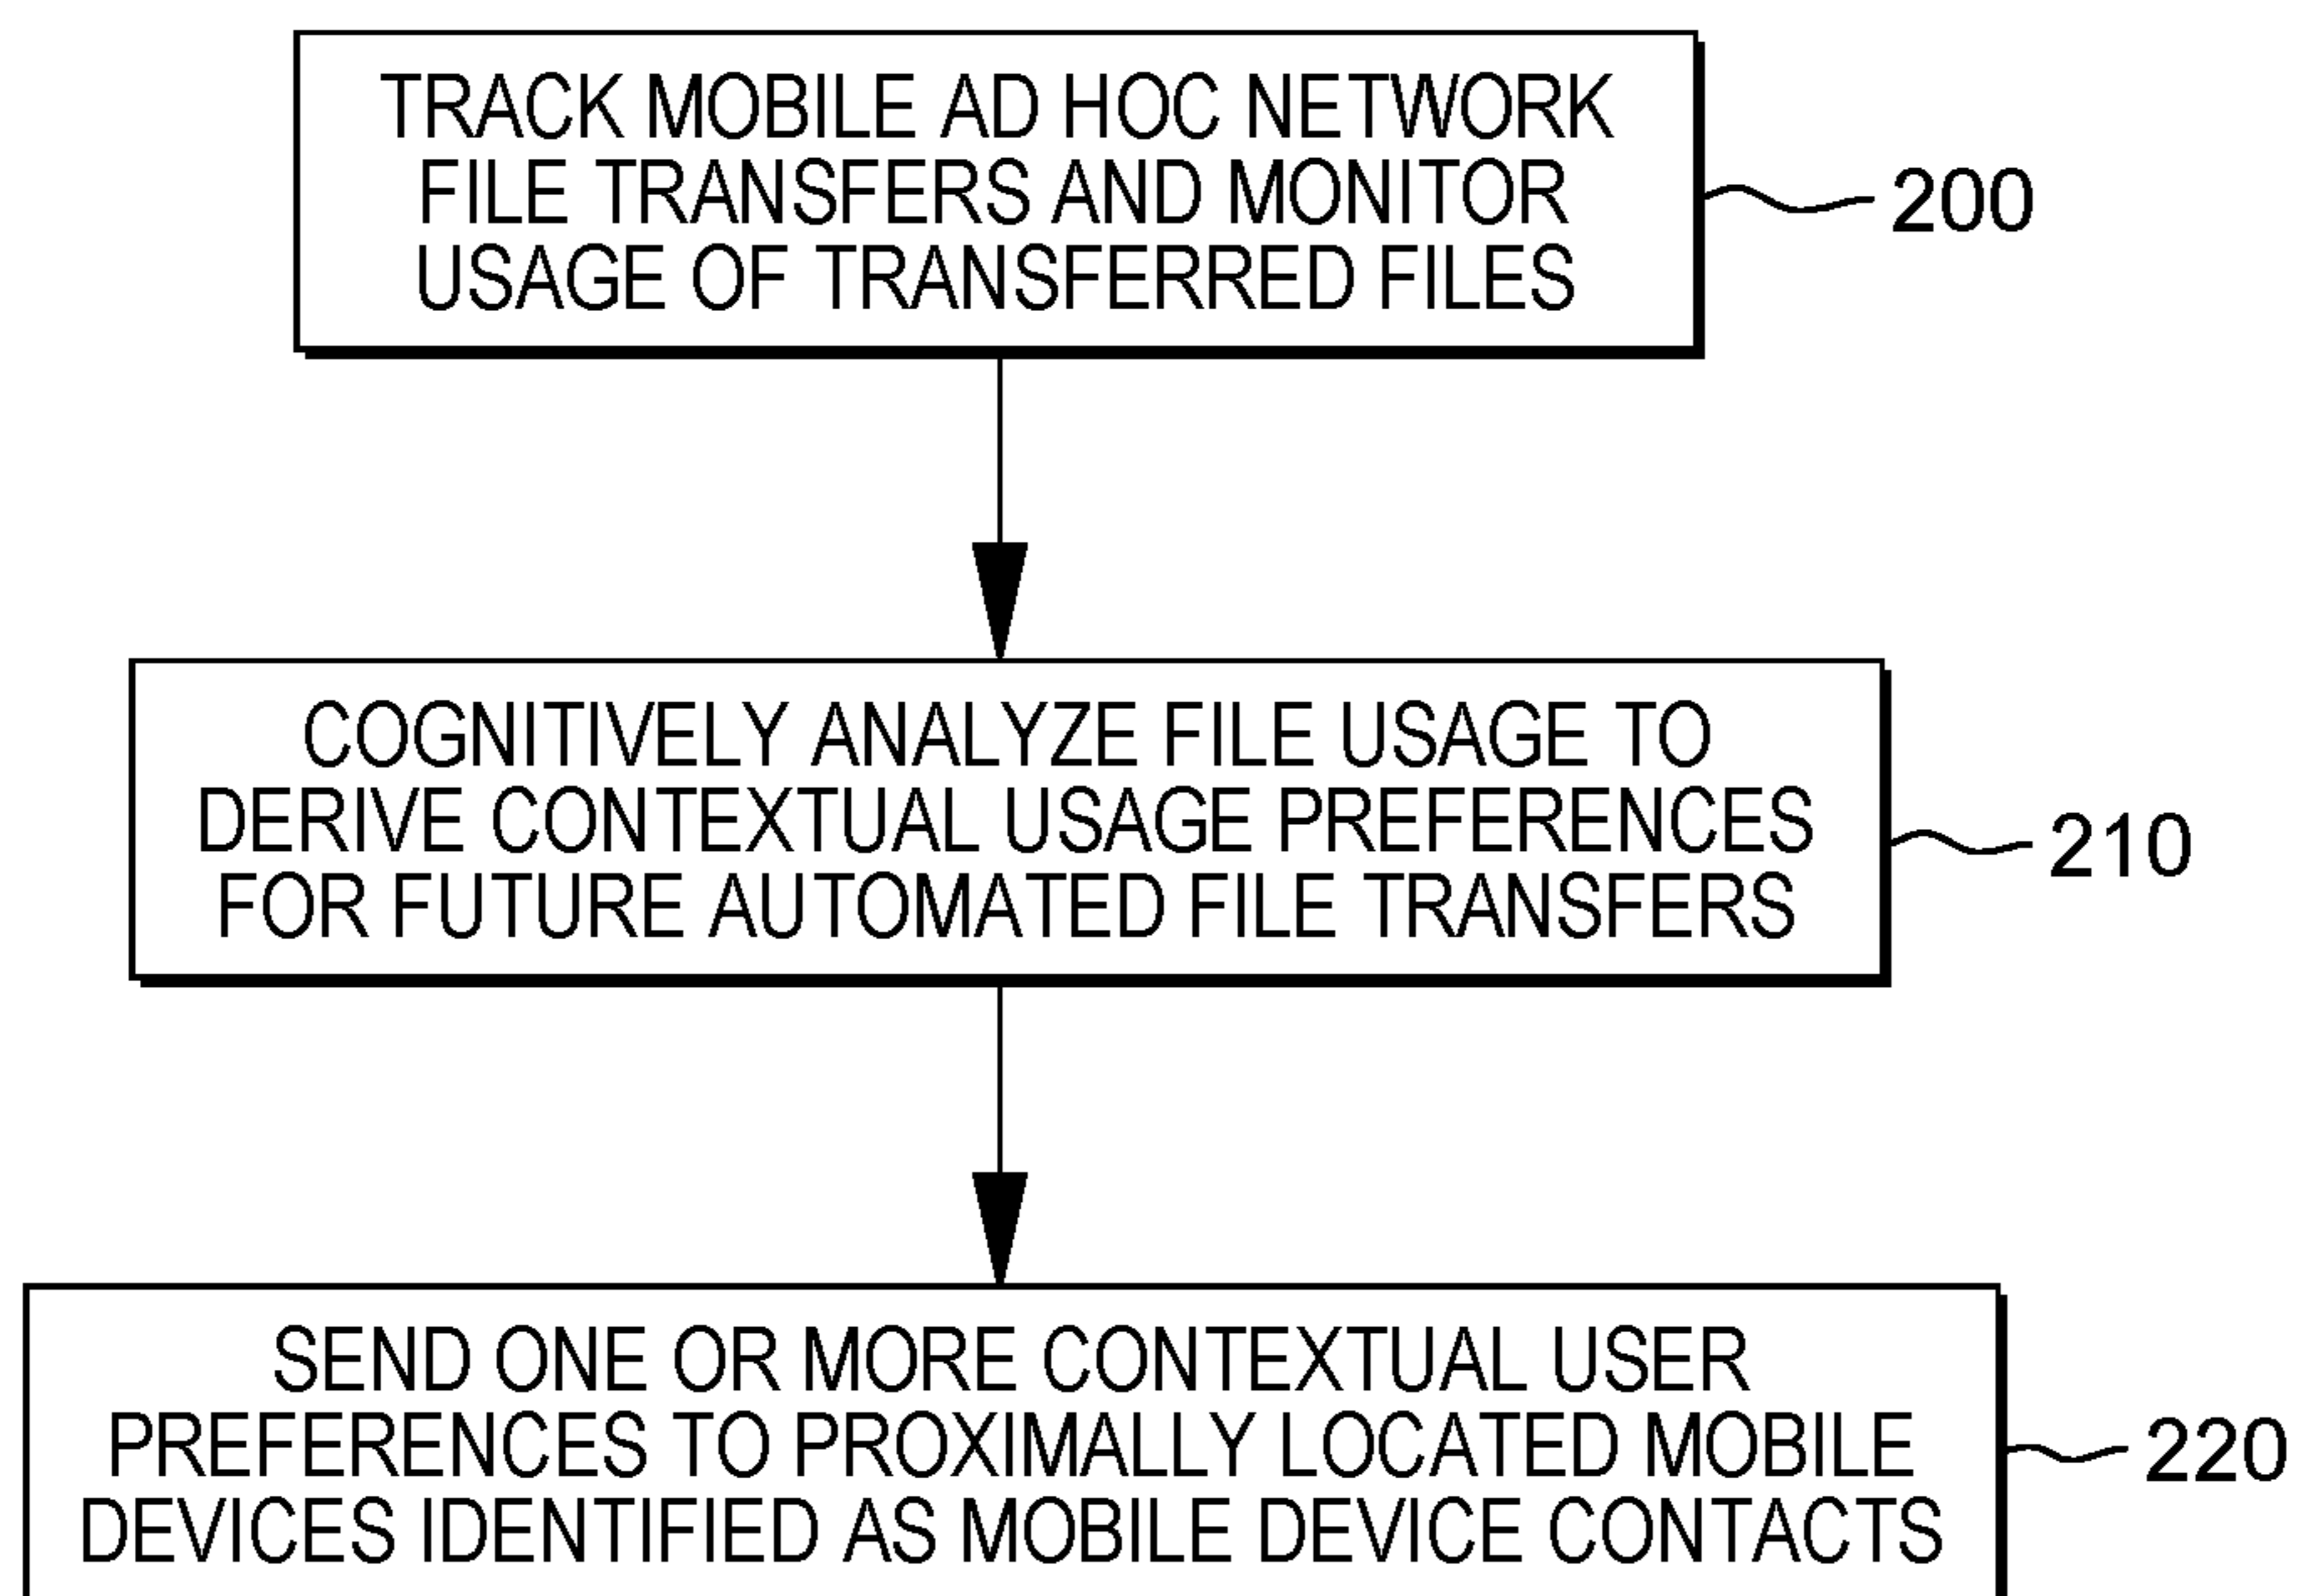 TRACK MOBILE AD HOC NETWORK
FILE TRANSFERS AND MONITOR
USAGE OF TRANSFERRED FILES
200
COGNITIVELY ANALYZE FILE USAGE TO
DERIVE CONTEXTUAL USAGE PREFERENCES
FOR FUTURE AUTOMATED FILE TRANSFERS
210
SEND ONE OR MORE CONTEXTUAL USER
PREFERENCES TO PROXIMALLY LOCATED MOBILE
DEVICES IDENTIFIED AS MOBILE DEVICE CONTACTS
220